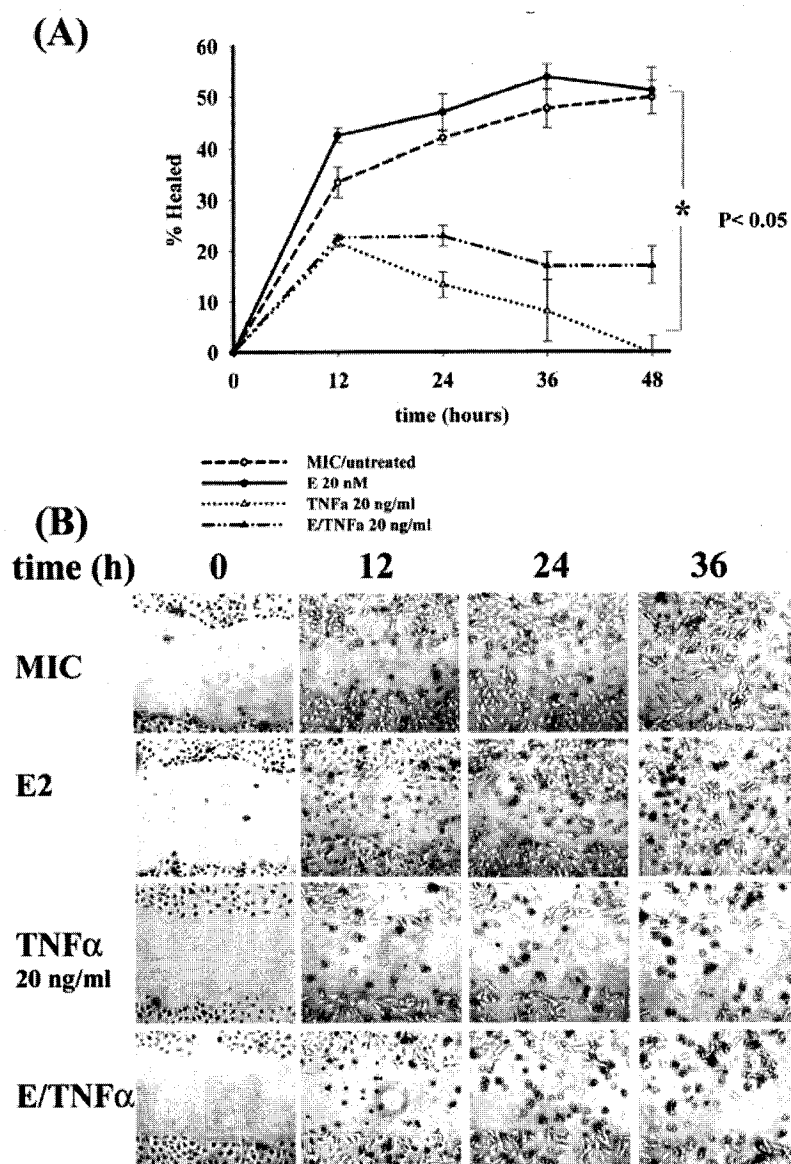 (A)
60
50
40
30
20
10
0
% Healed
0 12 24 36 48
time (hours)
* P< 0.05
MIC/untreated
E 20 nM
TNFa 20 ng/ml
E/TNFa 20 ng/ml
(B)
time (h) 0 12 24 36
MIC
E2
TNFα
20 ng/ml
E/TNFα